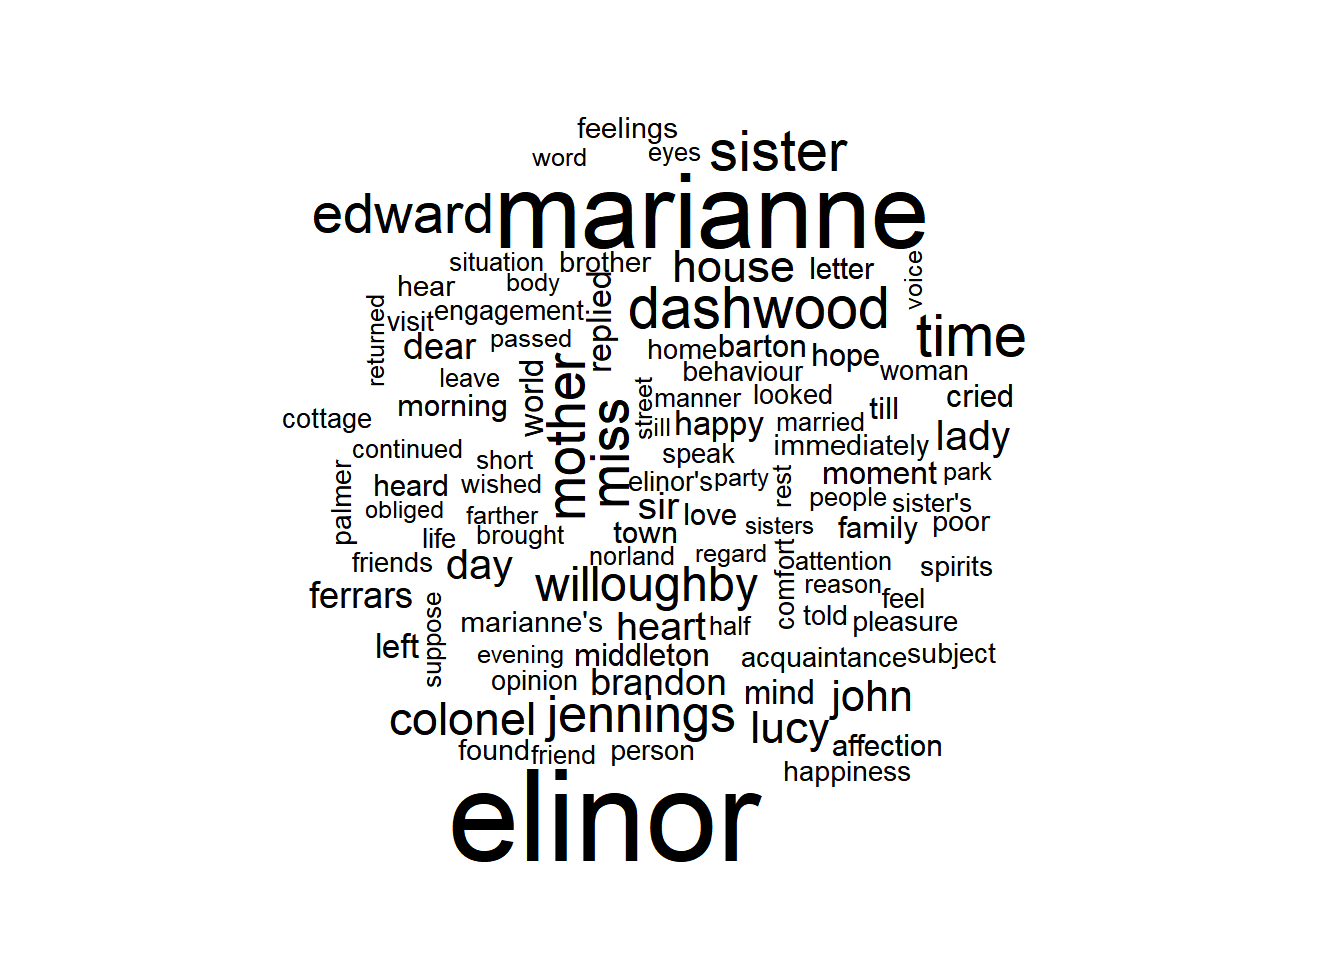 feelings
word
eyes
sister
marianne
edward
situation
brother
house
letter
voice
hear
body
replied
dashwood
returned
visit
engagement
time
dear
passed
home
barton
hope
leave
world
mother
behaviour
woman
cottage
morning
miss
street
manner
looked
till
cried
continued
ill
happy
married
immediately
lady
short
speak
palmer
heard
wished
elinor's
party
rest
moment
park
obliged
farther
sir
love
sisters
people
sister's
life
brought
town
family
poor
friends
day
norland
regard
comfort
attention
spirits
ferrars
willoughby
reason
feel
suppose
marianne's
heart
half
told
pleasure
left
evening
middleton
acquaintance
subject
opinion
brandon
mind
john
colonel
jennings
lucy
affection
found
friend
person
happiness
elinor